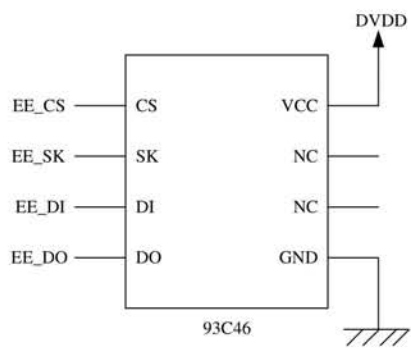 DVDD
EE_CS CS VCC
EE_SK SK NC
EE_DI DI NC
EE_DO DO GND
93C46